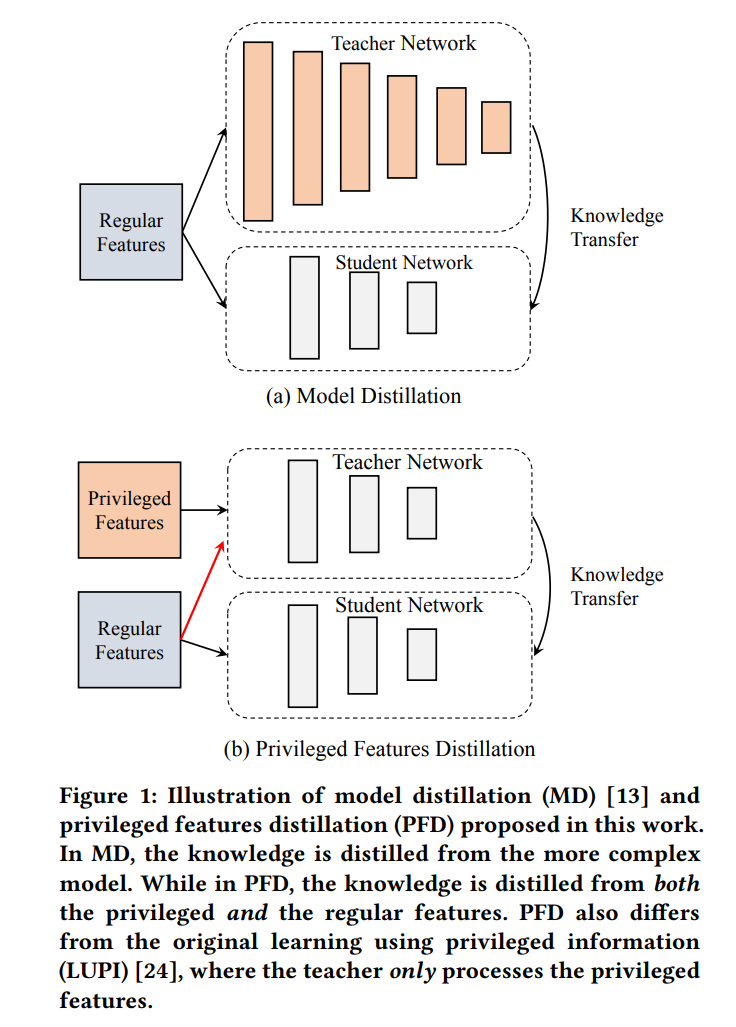 Teacher Network
Regular
Features
Knowledge
Transfer
Student Network
(a) Model Distillation
Privileged
Features
Teacher Network
Knowledge
Transfer
Regular
Features
Student Network
(b) Privileged Features Distillation
Figure 1: Illustration of model distillation (MD) [13] and
privileged features distillation (PFD) proposed in this work.
In MD, the knowledge is distilled from the more complex
model. While in PFD, the knowledge is distilled from both
the privileged and the regular features. PFD also differs
from the original learning using privileged information
(LUPI) [24], where the teacher only processes the privileged
features.